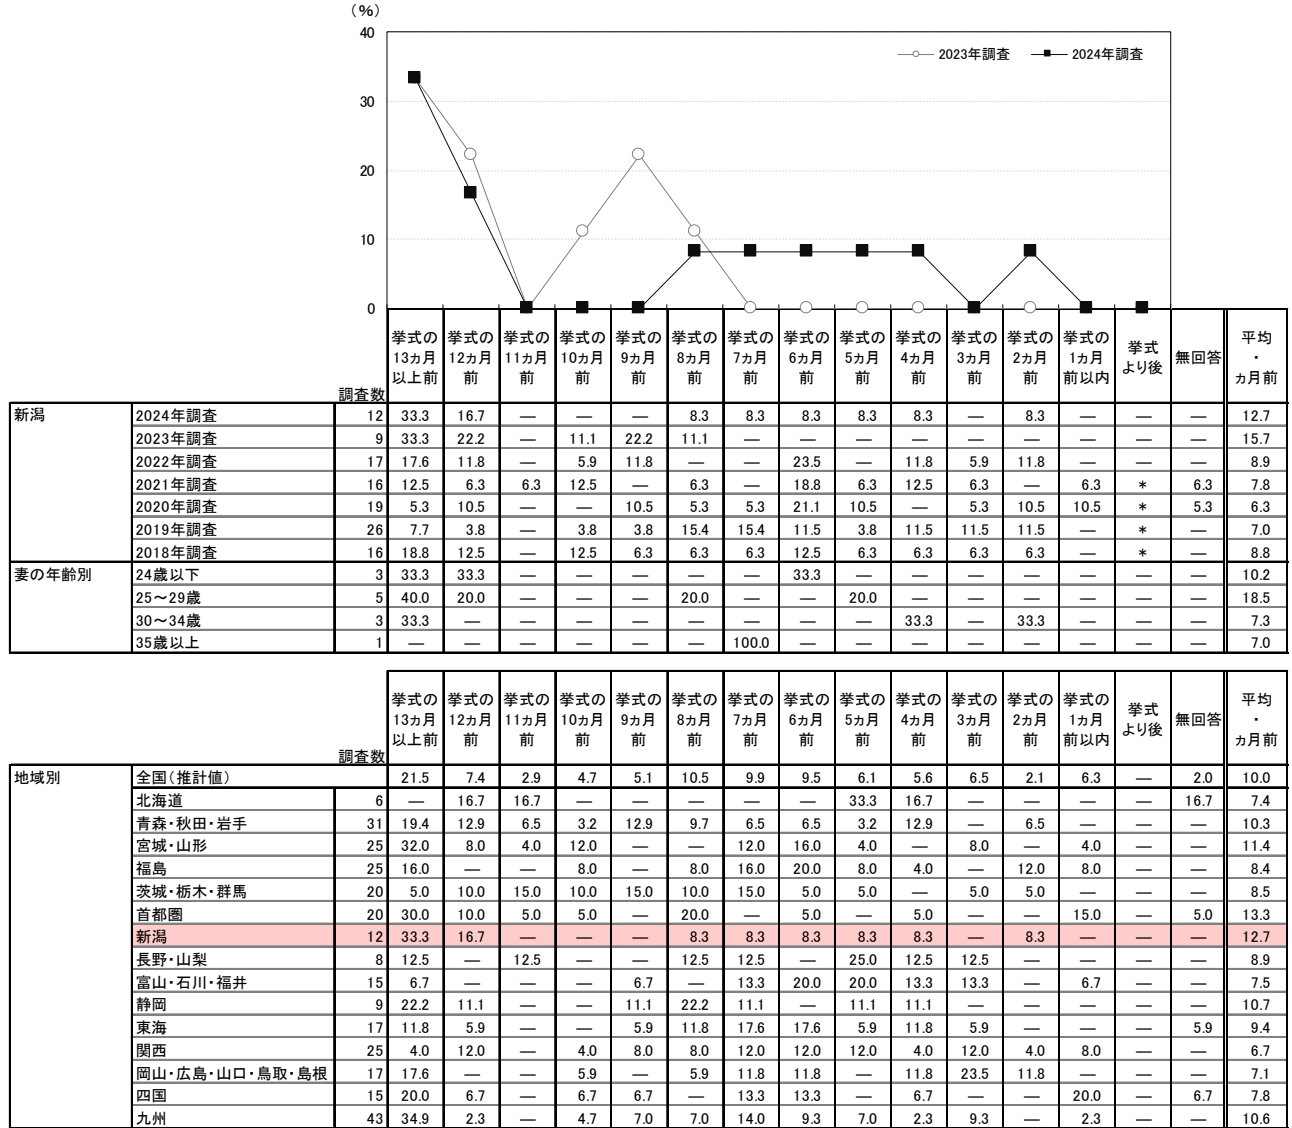 (%)
40
30
20
10
0
2023年調査 2024年調査
調査数 挙式の13ヵ月以上前 挙式の12ヵ月前 挙式の11ヵ月前 挙式の10ヵ月前 挙式の9ヵ月前 挙式の8ヵ月前 挙式の7ヵ月前 挙式の6ヵ月前 挙式の5ヵ月前 挙式の4ヵ月前 挙式の3ヵ月前 挙式の2ヵ月前 挙式の1ヵ月前以内 挙式より後 無回答 平均・ヵ月前
新潟 2024年調査 12 33.3 16.7 — — — 8.3 8.3 8.3 8.3 8.3 — 8.3 — — — 12.7
2023年調査 9 33.3 22.2 — 11.1 22.2 11.1 — — — — — — — — — 15.7
2022年調査 17 17.6 11.8 — 5.9 11.8 — — 23.5 — 11.8 5.9 11.8 — — — 8.9
2021年調査 16 12.5 6.3 6.3 12.5 — 6.3 — 18.8 6.3 12.5 6.3 — 6.3 * 6.3 7.8
2020年調査 19 5.3 10.5 — — 10.5 5.3 5.3 21.1 10.5 — 5.3 10.5 10.5 * 5.3 6.3
2019年調査 26 7.7 3.8 — 3.8 3.8 15.4 15.4 11.5 3.8 11.5 11.5 11.5 — * — 7.0
2018年調査 16 18.8 12.5 — 12.5 6.3 6.3 6.3 12.5 6.3 6.3 6.3 6.3 — * — 8.8
妻の年齢別 24歳以下 3 33.3 33.3 — — — — — 33.3 — — — — — — — 10.2
25～29歳 5 40.0 20.0 — — — 20.0 — — 20.0 — — — — — — 18.5
30～34歳 3 33.3 — — — — — — — — 33.3 — 33.3 — — — 7.3
35歳以上 1 — — — — — — 100.0 — — — — — — — — 7.0
調査数 挙式の13ヵ月以上前 挙式の12ヵ月前 挙式の11ヵ月前 挙式の10ヵ月前 挙式の9ヵ月前 挙式の8ヵ月前 挙式の7ヵ月前 挙式の6ヵ月前 挙式の5ヵ月前 挙式の4ヵ月前 挙式の3ヵ月前 挙式の2ヵ月前 挙式の1ヵ月前以内 挙式より後 無回答 平均・ヵ月前
地域別 全国(推計値) 21.5 7.4 2.9 4.7 5.1 10.5 9.9 9.5 6.1 5.6 6.5 2.1 6.3 — 2.0 10.0
北海道 6 — 16.7 16.7 — — — — — 33.3 16.7 — — — — 16.7 7.4
青森・秋田・岩手 31 19.4 12.9 6.5 3.2 12.9 9.7 6.5 6.5 3.2 12.9 — 6.5 — — — 10.3
宮城・山形 25 32.0 8.0 4.0 12.0 — — 12.0 16.0 4.0 — 8.0 — 4.0 — — 11.4
福島 25 16.0 — — 8.0 — 8.0 16.0 20.0 8.0 4.0 — 12.0 8.0 — — 8.4
茨城・栃木・群馬 20 5.0 10.0 15.0 10.0 15.0 10.0 15.0 5.0 5.0 — 5.0 5.0 — — — 8.5
首都圏 20 30.0 10.0 5.0 5.0 — 20.0 — 5.0 — 5.0 — — 15.0 — 5.0 13.3
新潟 12 33.3 16.7 — — — 8.3 8.3 8.3 8.3 8.3 — 8.3 — — — 12.7
長野・山梨 8 12.5 — 12.5 — — 12.5 12.5 — 25.0 12.5 12.5 — — — — 8.9
富山・石川・福井 15 6.7 — — — 6.7 — 13.3 20.0 20.0 13.3 13.3 — 6.7 — — 7.5
静岡 9 22.2 11.1 — — 11.1 22.2 11.1 — 11.1 11.1 — — — — — 10.7
東海 17 11.8 5.9 — — 5.9 11.8 17.6 17.6 5.9 11.8 5.9 — — — 5.9 9.4
関西 25 4.0 12.0 — 4.0 8.0 8.0 12.0 12.0 12.0 4.0 12.0 4.0 8.0 — — 6.7
岡山・広島・山口・鳥取・島根 17 17.6 — — 5.9 — 5.9 11.8 11.8 — 11.8 23.5 11.8 — — — 7.1
四国 15 20.0 6.7 — 6.7 6.7 — 13.3 13.3 — 6.7 — — 20.0 — 6.7 7.8
九州 43 34.9 2.3 — 4.7 7.0 7.0 14.0 9.3 7.0 2.3 9.3 — 2.3 — — 10.6